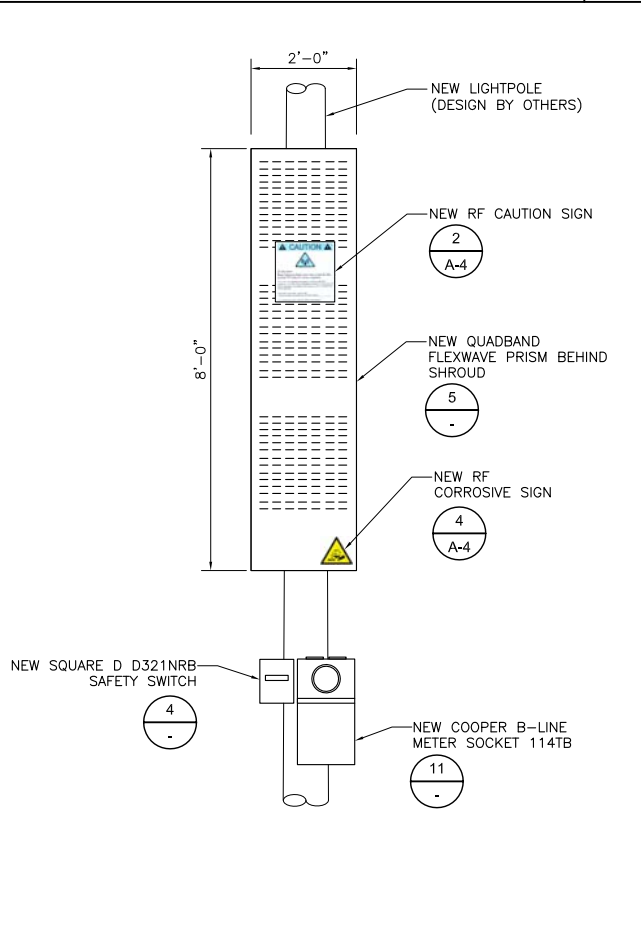 2'-0"
NEW LIGHTPOLE
(DESIGN BY OTHERS)
NEW RF CAUTION SIGN
2
A-4
CAUTION
8'-0"
NEW QUADBAND
FLEXWAVE PRISM BEHIND
SHROUD
5
-
NEW RF
CORROSIVE SIGN
4
A-4
NEW SQUARE D D321NRB
SAFETY SWITCH
4
-
NEW COOPER B-LINE
METER SOCKET 114TB
11
-